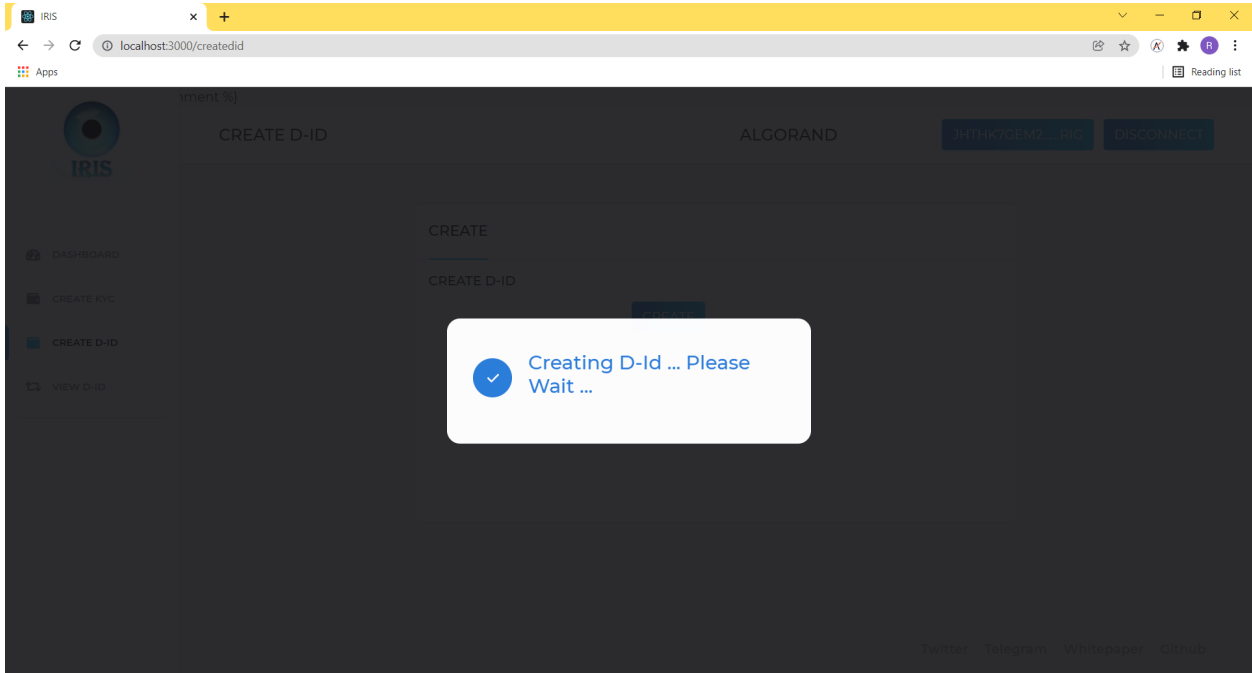 IRIS
localhost:3000/createdid
R
Apps
Reading list
nment %}
IRIS
CREATE D-ID
ALGORAND
DISCONNECT
DASHBOARD
CREATE KYC
CREATE D-ID
VIEW D-ID
CREATE
CREATE D-ID
CREATE
Creating D-Id ... Please
Wait ...
Twitter Telegram Whitepaper Github